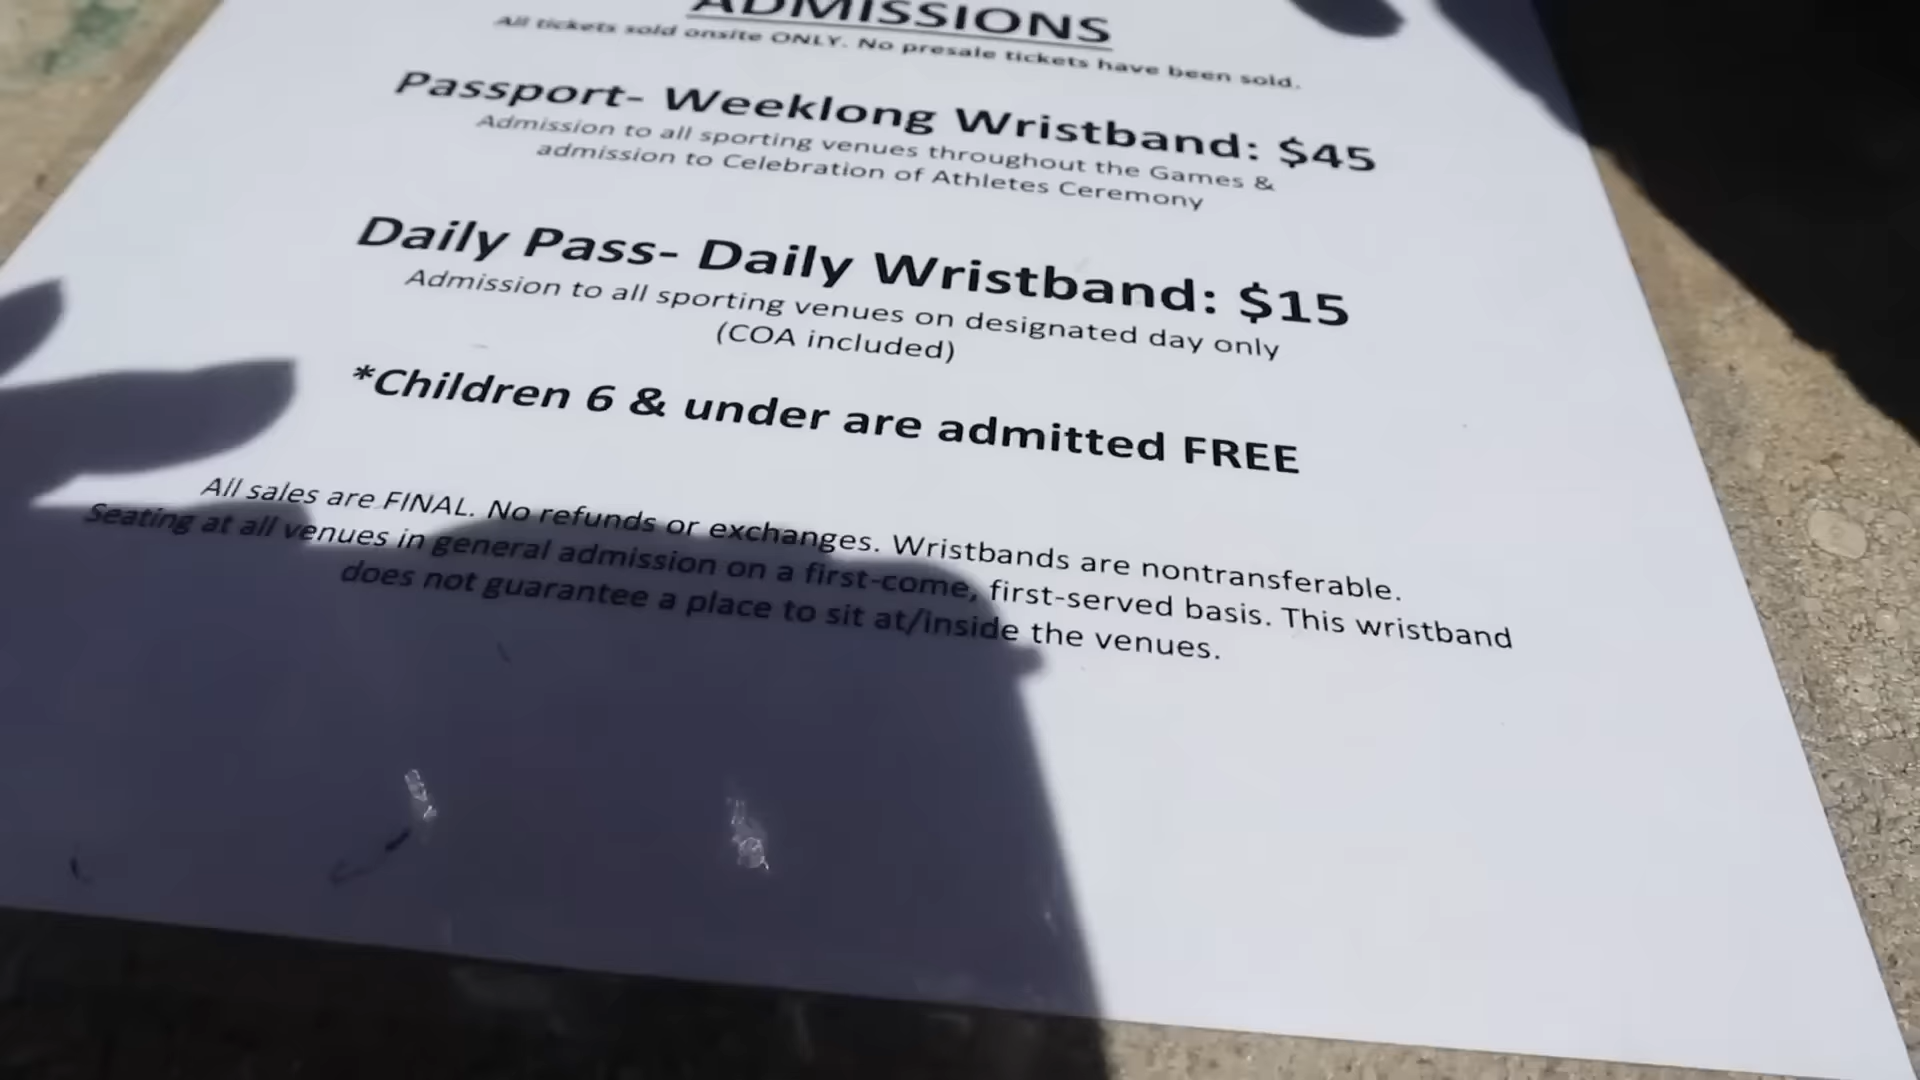 ADMISSIONS
All tickets sold onsite ONLY. No presale tickets have been sold.
Passport- Weeklong Wristband: $45
Admission to all sporting venues throughout the Games &
admission to Celebration of Athletes Ceremony
Daily Pass- Daily Wristband: $15
Admission to all sporting venues on designated day only
(COA included)
*Children 6 & under are admitted FREE
All sales are FINAL. No refunds or exchanges. Wristbands are nontransferable.
Seating at all venues in general admission on a first-come, first-served basis. This wristband
does not guarantee a place to sit at/inside the venues.